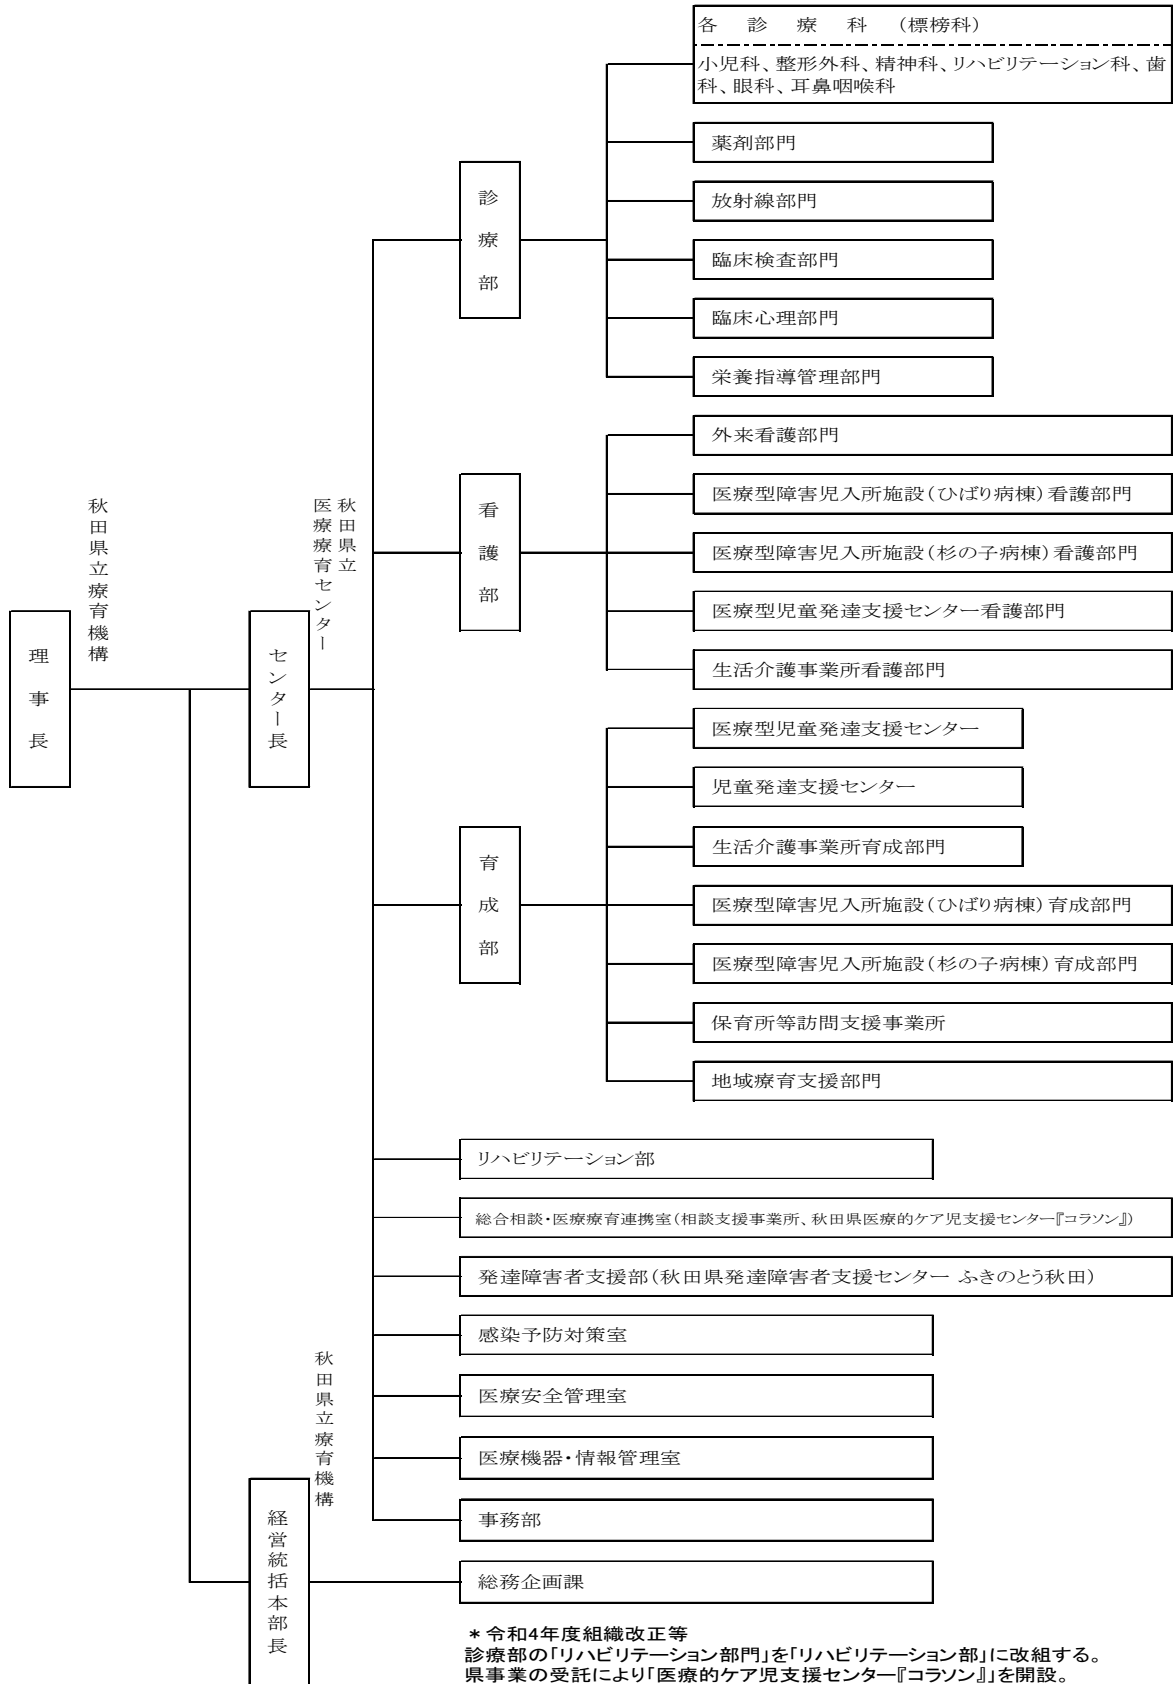 各 診 療 科 (標榜科)
小児科、整形外科、精神科、リハビリテーション科、歯
科、眼科、耳鼻咽喉科
薬剤部門
放射線部門
診療部
臨床検査部門
臨床心理部門
栄養指導管理部門
外来看護部門
医療型障害児入所施設(ひばり病棟)看護部門
看護部
医療型障害児入所施設(杉の子病棟)看護部門
医療型児童発達支援センター看護部門
生活介護事業所看護部門
秋田県立療育機構
理事長
秋田県立
医療療育センター
センター長
医療型児童発達支援センター
児童発達支援センター
生活介護事業所育成部門
育成部
医療型障害児入所施設(ひばり病棟)育成部門
医療型障害児入所施設(杉の子病棟)育成部門
保育所等訪問支援事業所
地域療育支援部門
リハビリテーション部
総合相談・医療療育連携室(相談支援事業所、秋田県医療的ケア児支援センター『コラソン』)
発達障害者支援部(秋田県発達障害者支援センター ふきのとう秋田)
感染予防対策室
医療安全管理室
医療機器・情報管理室
事務部
秋田県立療育機構
経営統括本部長
総務企画課
*令和4年度組織改正等
診療部の「リハビリテーション部門」を「リハビリテーション部」に改組する。
県事業の受託により「医療的ケア児支援センター『コラソン』」を開設。